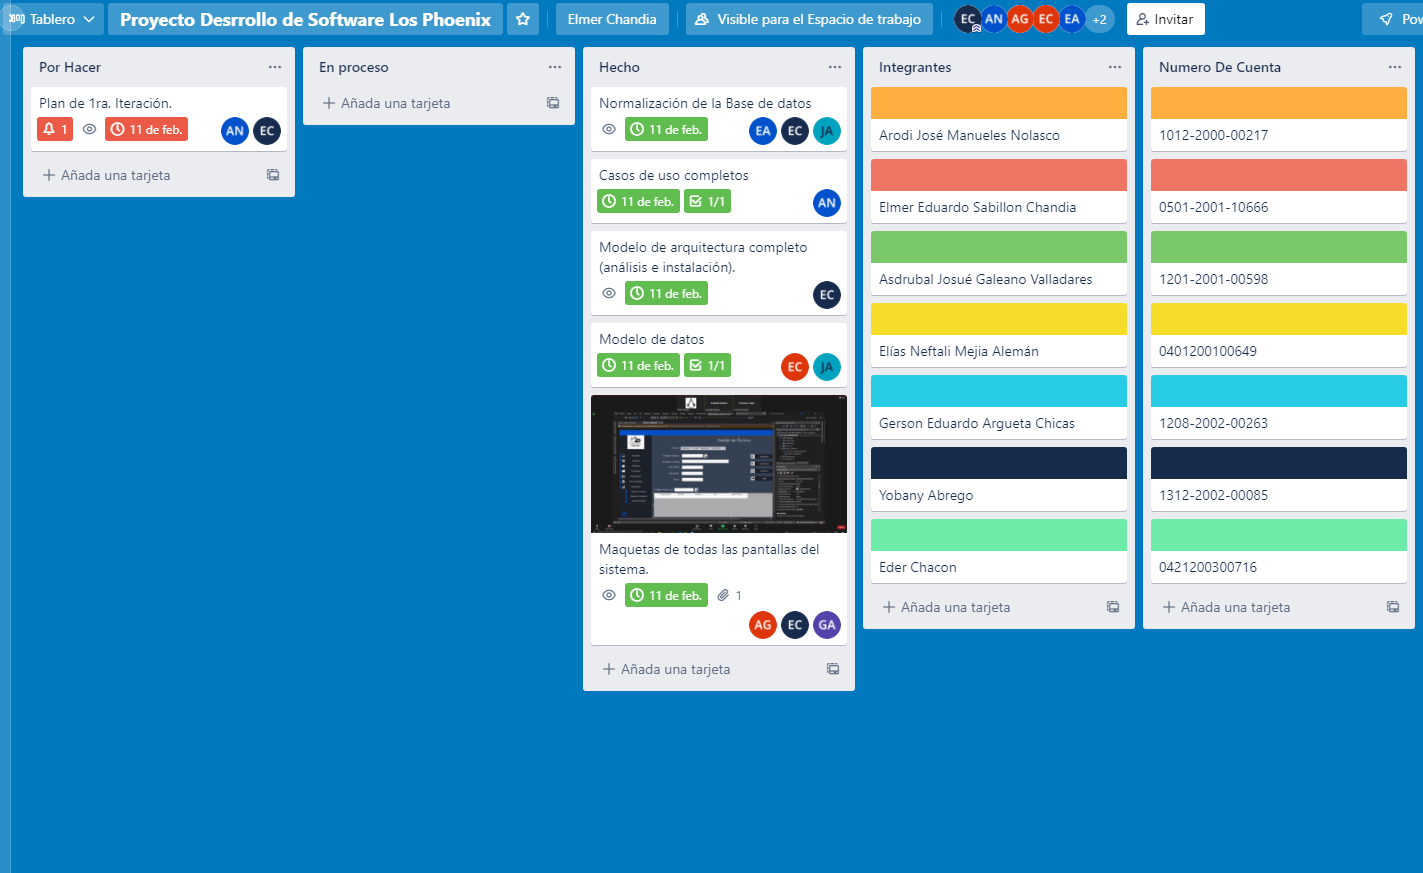 Tablero
Proyecto Desrrollo de Software Los Phoenix
Elmer Chandia
Visible para el Espacio de trabajo
EC AN AG EC EA +2
Invitar
Por Hacer
Plan de 1ra. Iteración.
1 11 de feb. AN EC
Añada una tarjeta
En proceso
Añada una tarjeta
Hecho
Normalización de la Base de datos
11 de feb. EA EC JA
Casos de uso completos
11 de feb. 1/1 AN
Modelo de arquitectura completo
(análisis e instalación).
11 de feb. EC
Modelo de datos
11 de feb. 1/1 EC JA
Maquetas de todas las pantallas del
sistema.
11 de feb. 1
AG EC GA
Añada una tarjeta
Integrantes
Arodi José Manueles Nolasco
Elmer Eduardo Sabillon Chandia
Asdrubal Josué Galeano Valladares
Elías Neftali Mejia Alemán
Gerson Eduardo Argueta Chicas
Yobany Abrego
Eder Chacon
Añada una tarjeta
Numero De Cuenta
1012-2000-00217
0501-2001-10666
1201-2001-00598
0401200100649
1208-2002-00263
1312-2002-00085
0421200300716
Añada una tarjeta